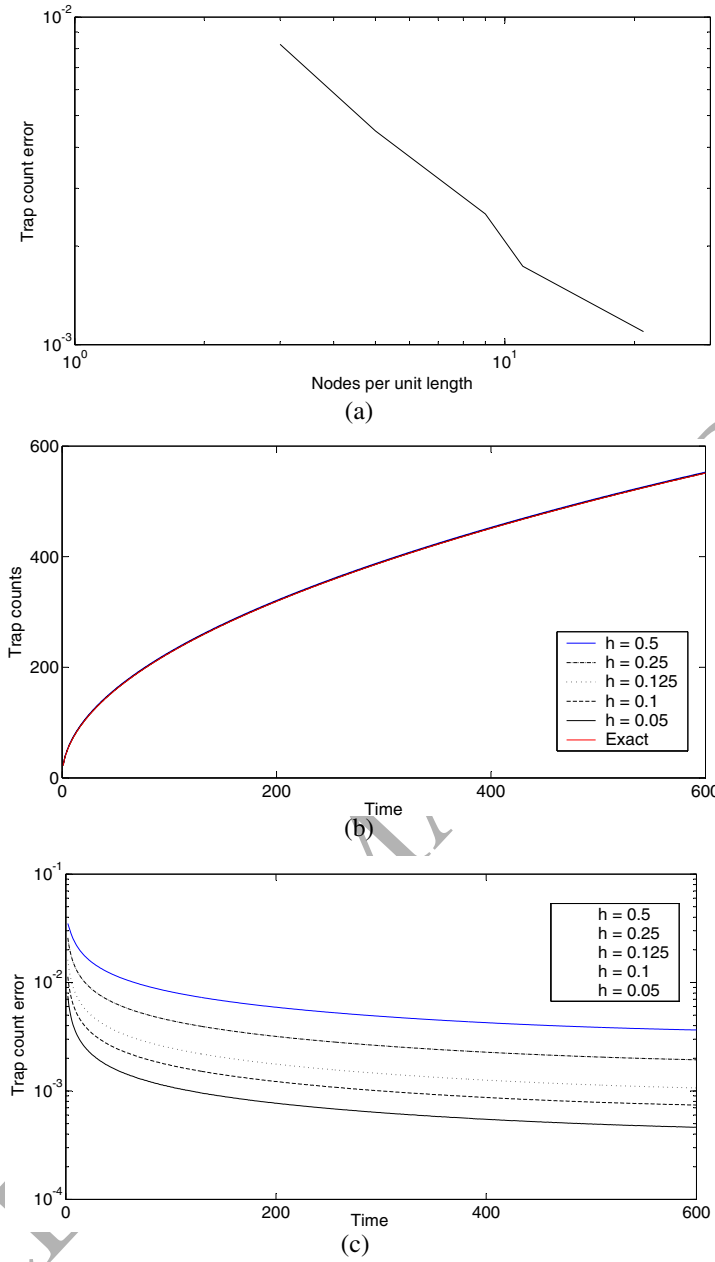 10^-2
Trap count error
10^-3
10^0
10^1
Nodes per unit length
(a)
600
400
200
0
Trap counts
h = 0.5
h = 0.25
h = 0.125
h = 0.1
h = 0.05
Exact
0
200
400
600
Time
(b)
10^-1
10^-2
10^-3
10^-4
Trap count error
h = 0.5
h = 0.25
h = 0.125
h = 0.1
h = 0.05
0
200
400
600
Time
(c)